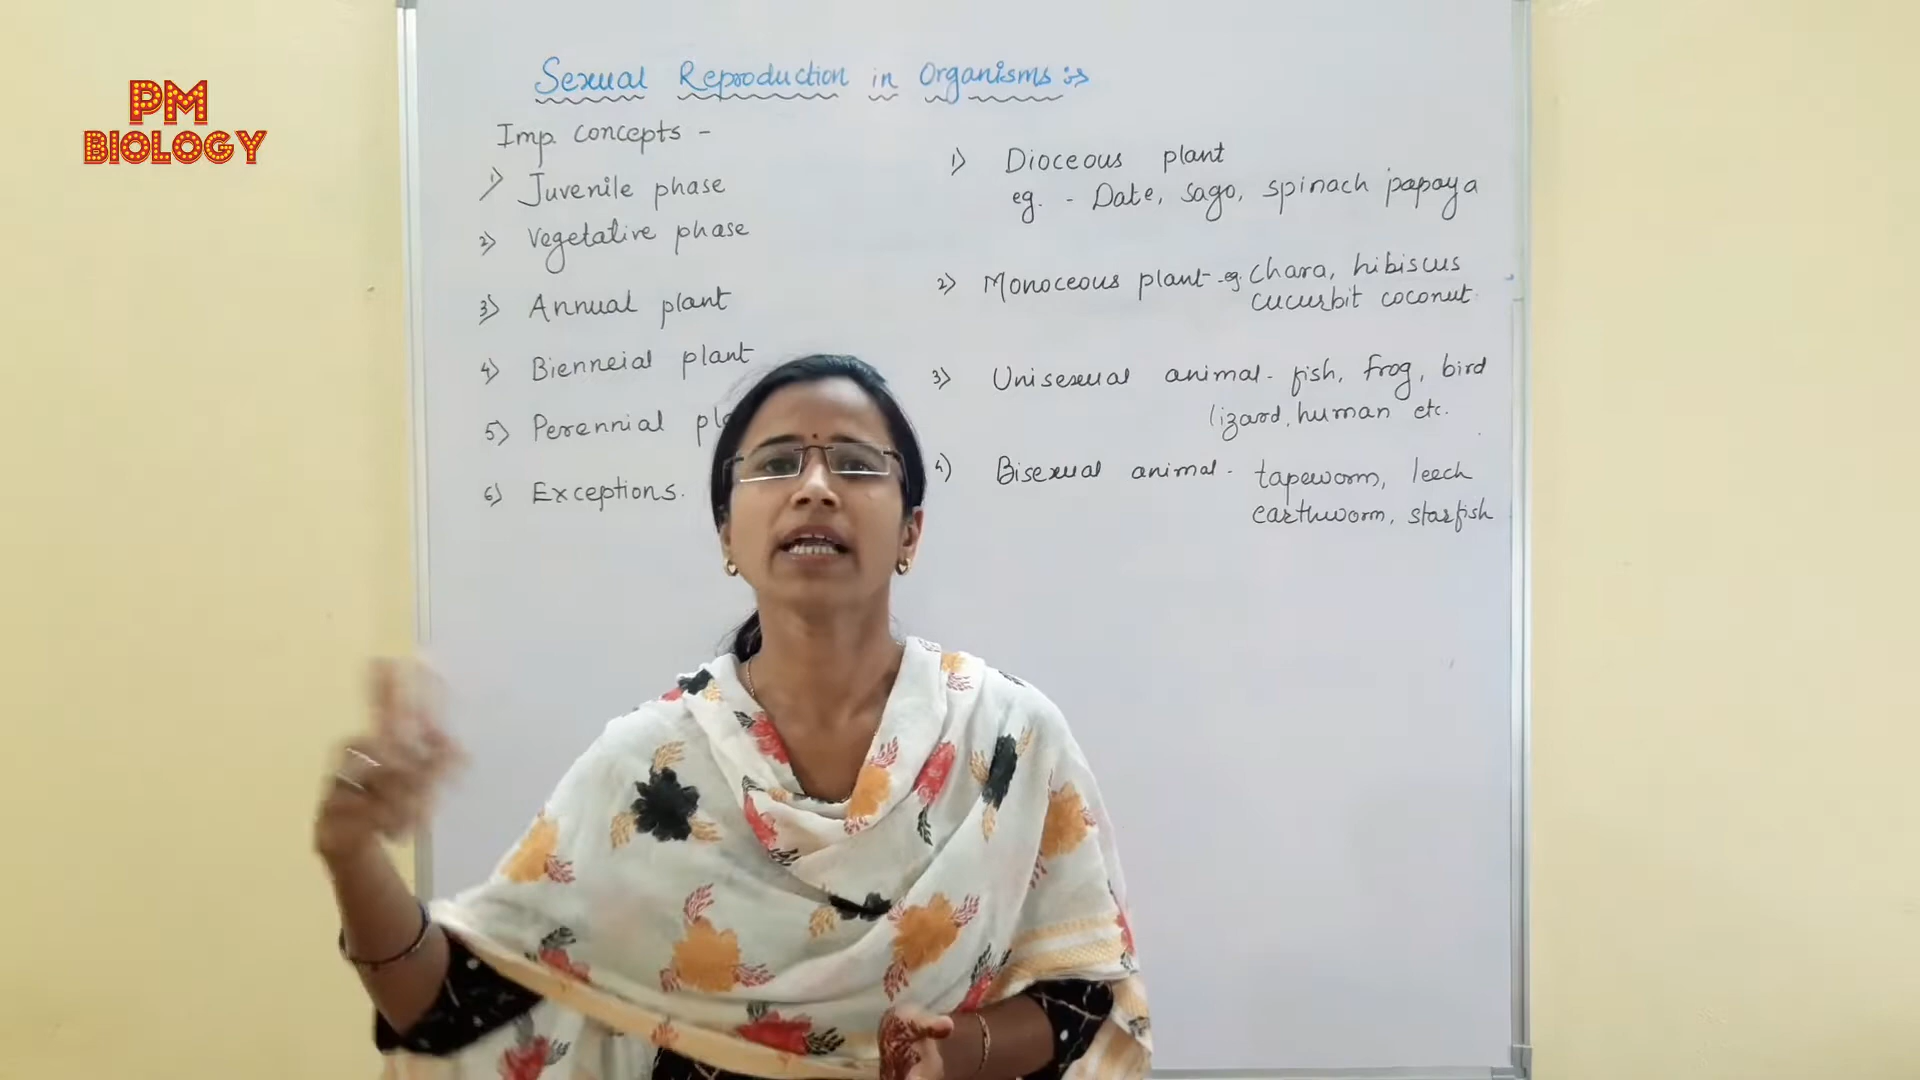 PM
BIOLOGY
Sexual Reproduction in Organisms :-
Imp. concepts -
1) Juvenile phase
2) Vegetative phase
3) Annual plant
4) Bienneial plant
5) Perennial pla
6) Exceptions.
1) Dioceous plant
eg. - Date, sago, spinach papaya
2) Monoceous plant - eg. chara, hibiscus
cucurbit coconut
3) Unisexual animal - fish, frog, bird
lizard, human etc.
4) Bisexual animal - tapeworm, leech
earthworm, starfish